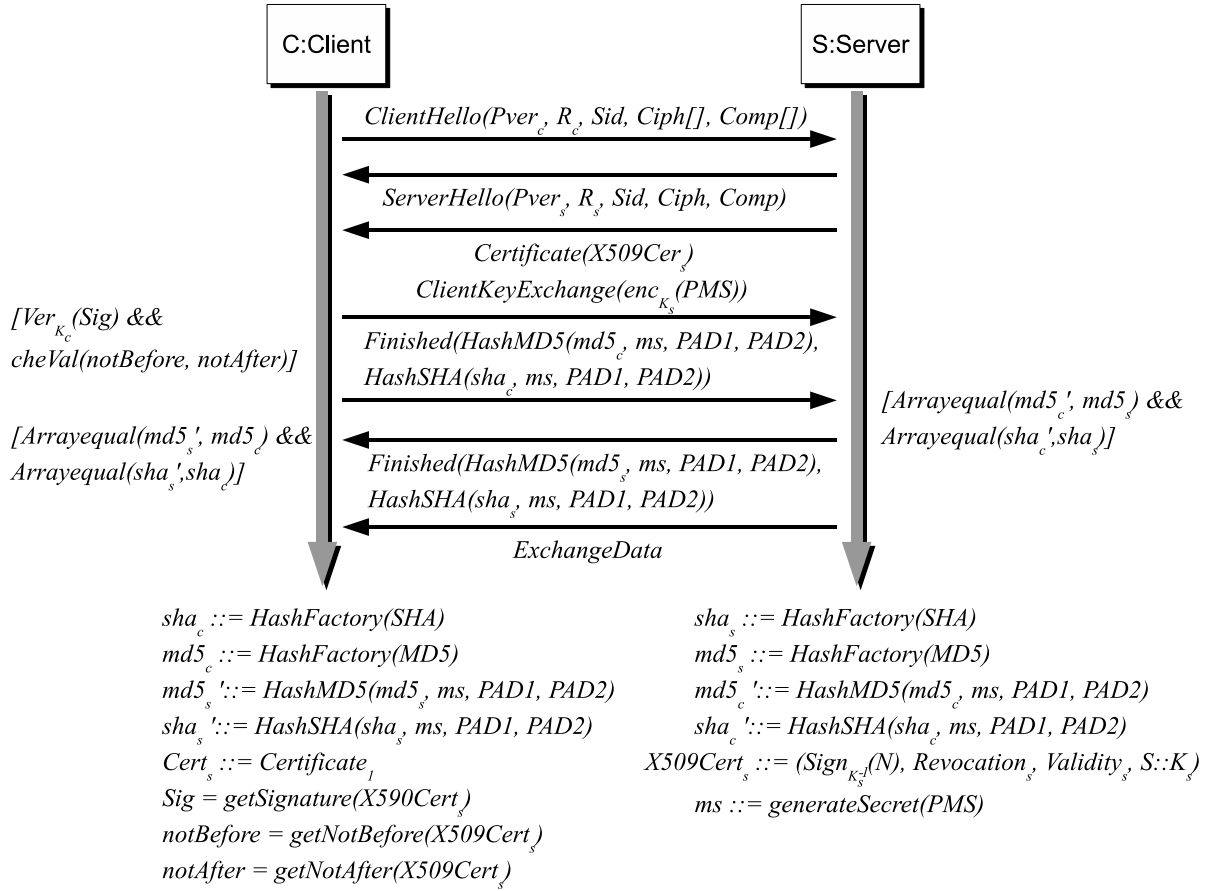 C:Client
S:Server
ClientHello(Pver_c, R_c, Sid, Ciph[], Comp[])
ServerHello(Pver_s, R_s, Sid, Ciph, Comp)
Certificate(X509Cer_s)
ClientKeyExchange(enc_K_s(PMS))
[Ver_K_c(Sig) &&
cheVal(notBefore, notAfter)]
Finished(HashMD5(md5_c, ms, PAD1, PAD2),
HashSHA(sha_c, ms, PAD1, PAD2))
[Arrayequal(md5_c', md5_s) &&
Arrayequal(sha_c',sha_s)]
[Arrayequal(md5_s', md5_c) &&
Arrayequal(sha_s',sha_c)]
Finished(HashMD5(md5_s, ms, PAD1, PAD2),
HashSHA(sha_s, ms, PAD1, PAD2))
ExchangeData
sha_c ::= HashFactory(SHA)
md5_c ::= HashFactory(MD5)
md5_s'::= HashMD5(md5_s, ms, PAD1, PAD2)
sha_s'::= HashSHA(sha_s, ms, PAD1, PAD2)
Cert_s ::= Certificate_1
Sig = getSignature(X590Cert_s)
notBefore = getNotBefore(X509Cert_s)
notAfter = getNotAfter(X509Cert_s)
sha_s ::= HashFactory(SHA)
md5_s ::= HashFactory(MD5)
md5_c'::= HashMD5(md5_c, ms, PAD1, PAD2)
sha_c'::= HashSHA(sha_c, ms, PAD1, PAD2)
X509Cert_s ::= (Sign_K_s^-1(N), Revocation_s, Validity_s, S::K_s)
ms ::= generateSecret(PMS)